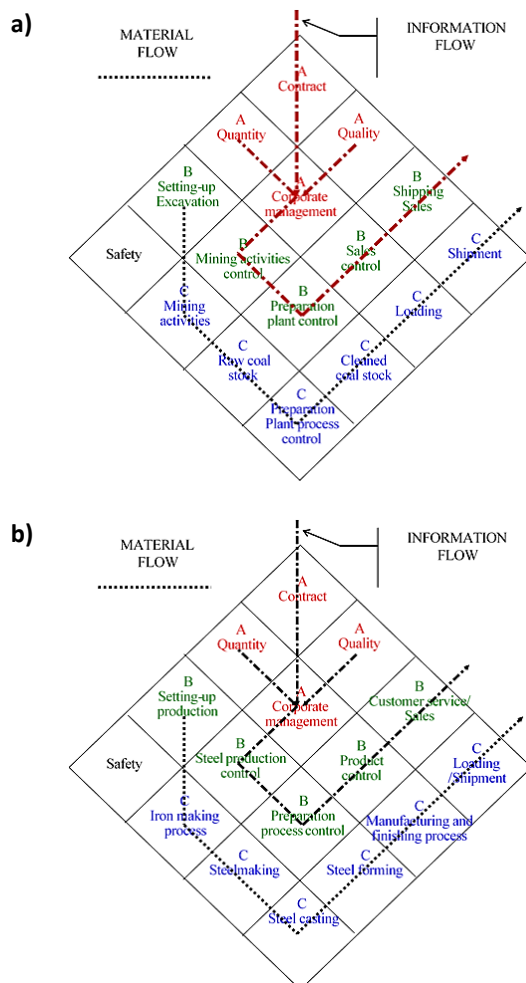 a)
MATERIAL
FLOW
INFORMATION
FLOW
A
Contract
A
Quantity
A
Quality
B
Setting-up
Excavation
A
Corporate
management
B
Shipping
Sales
Safety
B
Mining activities
control
B
Sales
control
C
Shipment
C
Mining
activities
B
Preparation
plant control
C
Loading
C
Raw coal
stock
C
Cleaned
coal stock
C
Preparation
Plant process
control
b)
MATERIAL
FLOW
INFORMATION
FLOW
A
Contract
A
Quantity
A
Quality
B
Setting-up
production
A
Corporate
management
B
Customer service/
Sales
Safety
B
Steel production
control
B
Product
control
C
Loading
/Shipment
C
Iron making
process
B
Preparation
process control
C
Manufacturing and
finishing process
C
Steelmaking
C
Steel forming
C
Steel casting